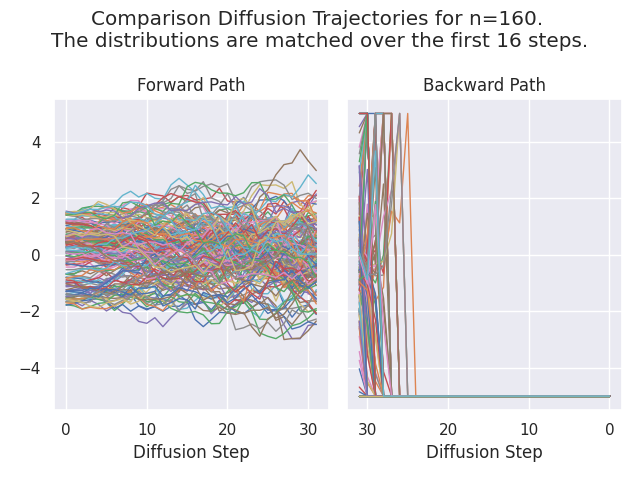 Comparison Diffusion Trajectories for n=160.
The distributions are matched over the first 16 steps.
Forward Path
Backward Path
4
2
0
−2
−4
0 10 20 30
30 20 10 0
Diffusion Step
Diffusion Step